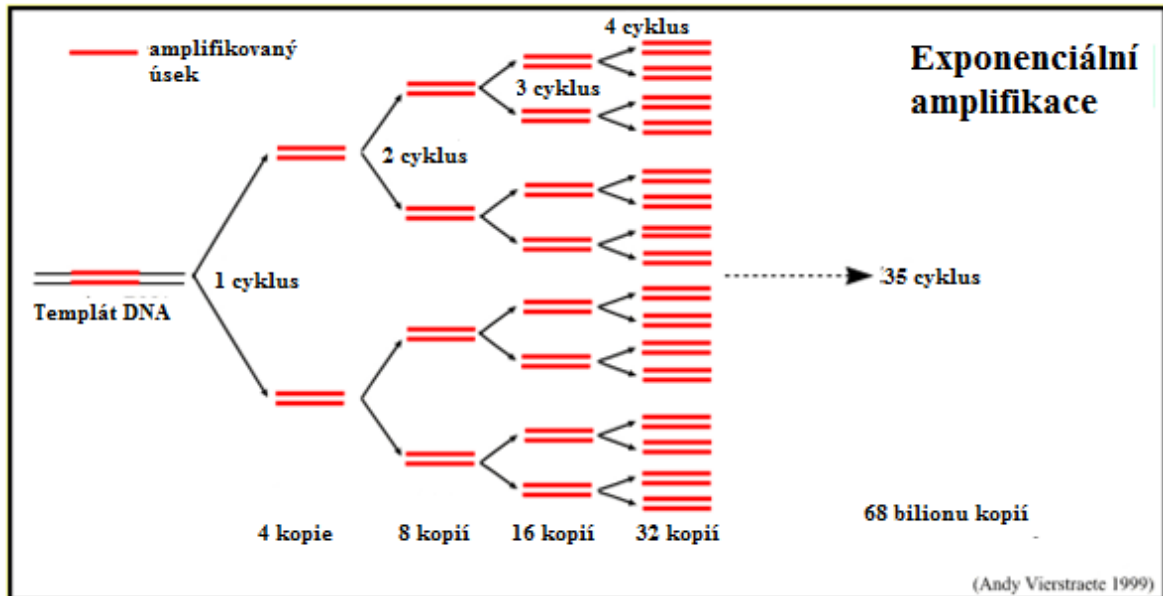 amplifikovaný
úsek
4 cyklus
Exponenciální
amplifikace
3 cyklus
2 cyklus
1 cyklus
35 cyklus
Templát DNA
4 kopie
8 kopií
16 kopií
32 kopií
68 bilionu kopií
(Andy Vierstraete 1999)